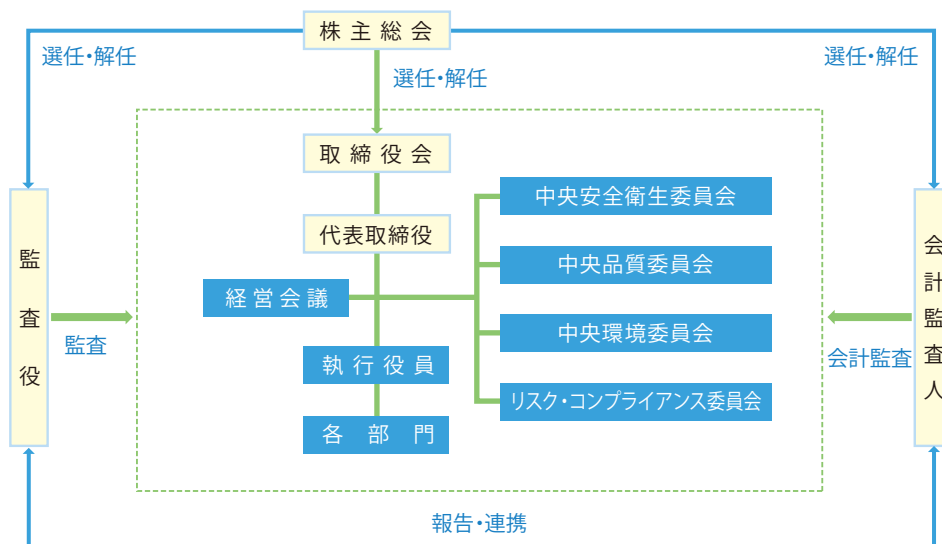 株主総会
選任・解任
選任・解任
選任・解任
取締役会
中央安全衛生委員会
代表取締役
監査役
会計監査人
中央品質委員会
経営会議
中央環境委員会
監査
会計監査
執行役員
リスク・コンプライアンス委員会
各部門
報告・連携